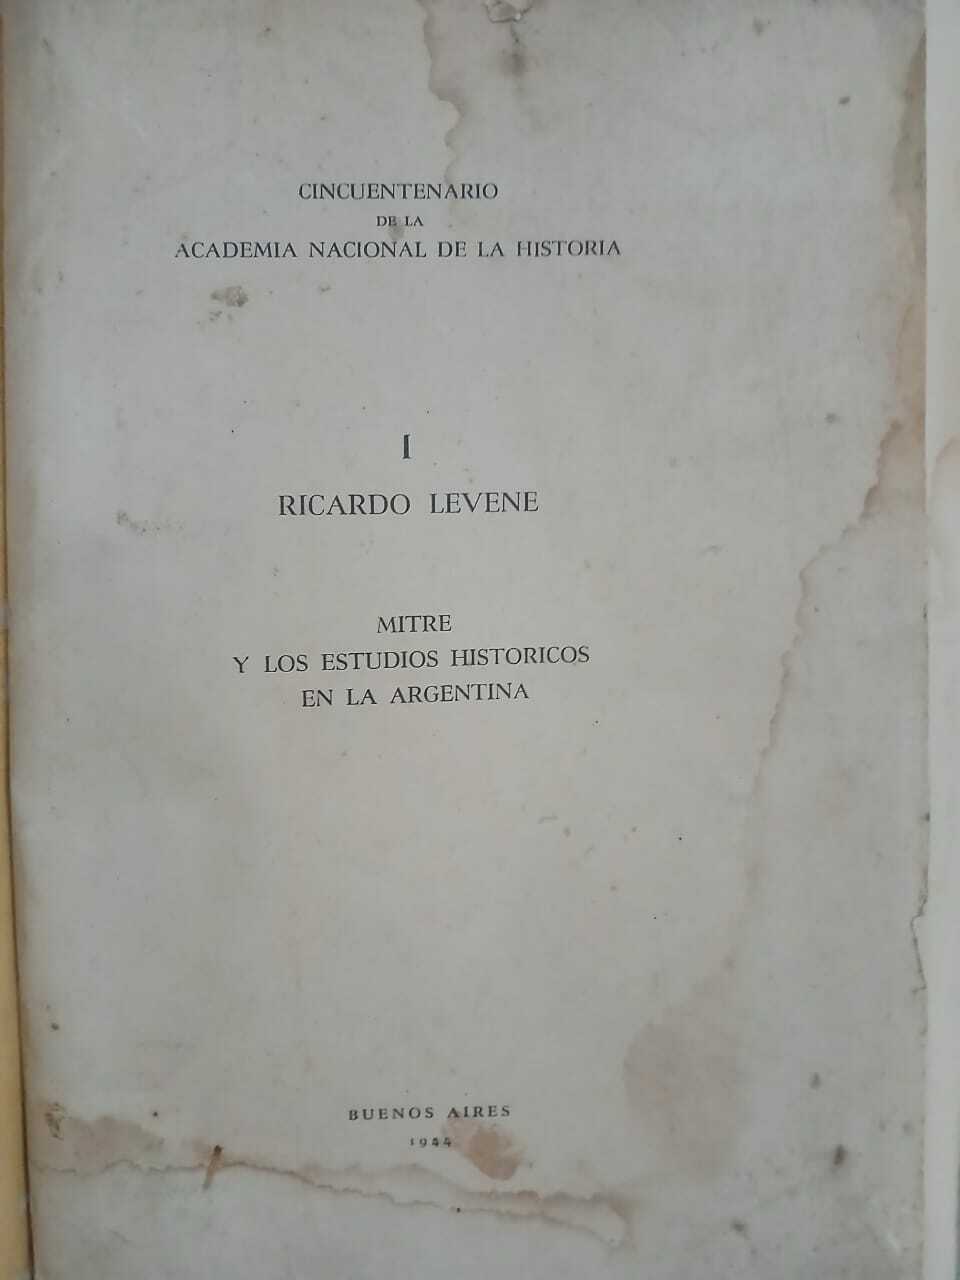 CINCUENTENARIO
DE LA
ACADEMIA NACIONAL DE LA HISTORIA
I
RICARDO LEVENE
MITRE
Y LOS ESTUDIOS HISTORICOS
EN LA ARGENTINA
BUENOS AIRES
1944